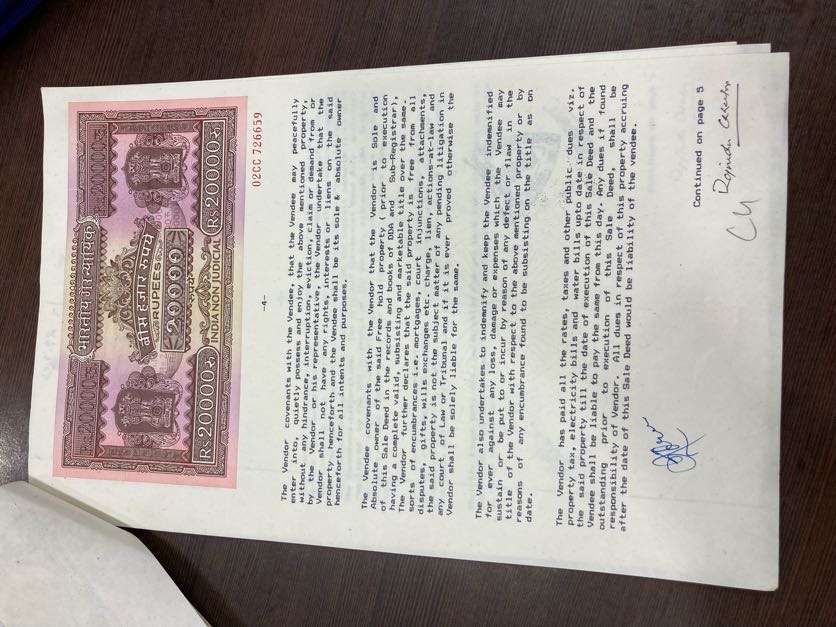 भारतीय गैर न्यायिक
बीस हजार रुपये
Rs.20000रु.
RUPEES
20000
Rs.20000रु.
INDIA NON JUDICIAL
02CC 726659
-4-
The Vendor covenants with the Vendee, that the Vendee may peacefully
enter into, quietly possess and enjoy the above mentioned property,
without any hindrance, interruption, eviction, claim or demand from or
by the Vendor or his representative the Vendor undertake that the
Vendor shall not have any rights, interests or liens on the said
property henceforth and the Vendee shall be its sole & absolute owner
henceforth for all intents and purposes.
The Vendee covenants with the Vendor that the Vendor is Sole and
Absolute owner of the said Free hold property ( prior to execution
of this Sale Deed in the records and books of DDA and Sub-Registrar),
having a complete valid, subsisting and marketable title over the same.
The Vendor further declares that the said property is free from all
sorts of encumbrances i.e. mortgages, court injunctions, attachments,
disputes, gifts, wills exchanges etc. charge, lien, actions-at-law and
the said property is not the subject matter of any pending litigation in
any court of Law or Tribunal and if it is ever proved otherwise the
Vendor shall be solely liable for the same.
The Vendor also undertakes to indemnify and keep the Vendee indemnified
for ever against any loss, damage or expenses which the Vendee may
sustain or be put to or incur by reason of any defect or flaw in the
title of the Vendor with respect to the above mentioned property or by
reasons of any encumbrance found to be subsisting on the title as on
date.
The Vendor has paid all the rates, taxes and other public dues viz.
property tax, electricity bills and water bills upto date in respect of
the said property till the date of execution of this Sale Deed and the
Vendee shall be liable to pay the same from this day. Any dues if found
outstanding prior to execution of this Sale Deed, shall be
responsibility of Vendor. All dues in respect of this property accruing
after the date of this Sale Deed would be liability of the vendee.
Continued on page 5